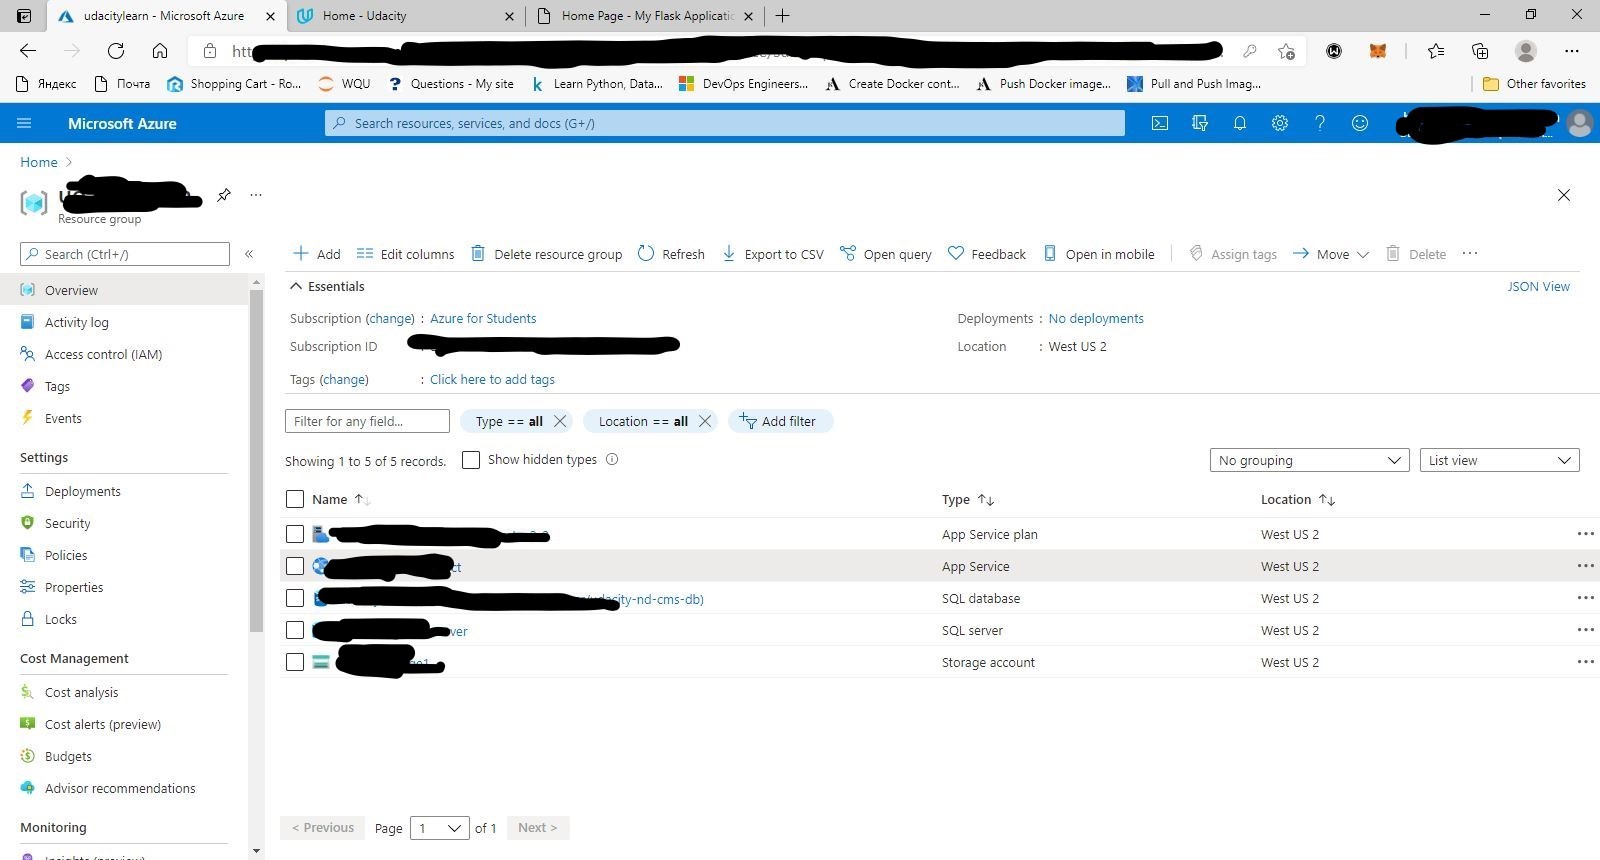 udacitylearn - Microsoft Azure
Home - Udacity
Home Page - My Flask Applicatic
htt
Яндекс
Почта
Shopping Cart - Ro...
WQU
Questions - My site
Learn Python, Data...
DevOps Engineers...
Create Docker cont...
Push Docker image...
Pull and Push Imag...
Other favorites
Microsoft Azure
Search resources, services, and docs (G+/)
Home
Resource group
Search (Ctrl+/)
Add
Edit columns
Delete resource group
Refresh
Export to CSV
Open query
Feedback
Open in mobile
Assign tags
Move
Delete
Overview
Activity log
Access control (IAM)
Tags
Events
Settings
Deployments
Security
Policies
Properties
Locks
Cost Management
Cost analysis
Cost alerts (preview)
Budgets
Advisor recommendations
Monitoring
Insights (preview)
Essentials
JSON View
Subscription (change) : Azure for Students
Deployments : No deployments
Subscription ID
Location : West US 2
Tags (change) : Click here to add tags
Filter for any field...
Type == all
Location == all
Add filter
Showing 1 to 5 of 5 records.
Show hidden types
No grouping
List view
Name
Type
Location
App Service plan
West US 2
ct
App Service
West US 2
/udacity-nd-cms-db)
SQL database
West US 2
ver
SQL server
West US 2
Storage account
West US 2
< Previous
Page 1 of 1
Next >